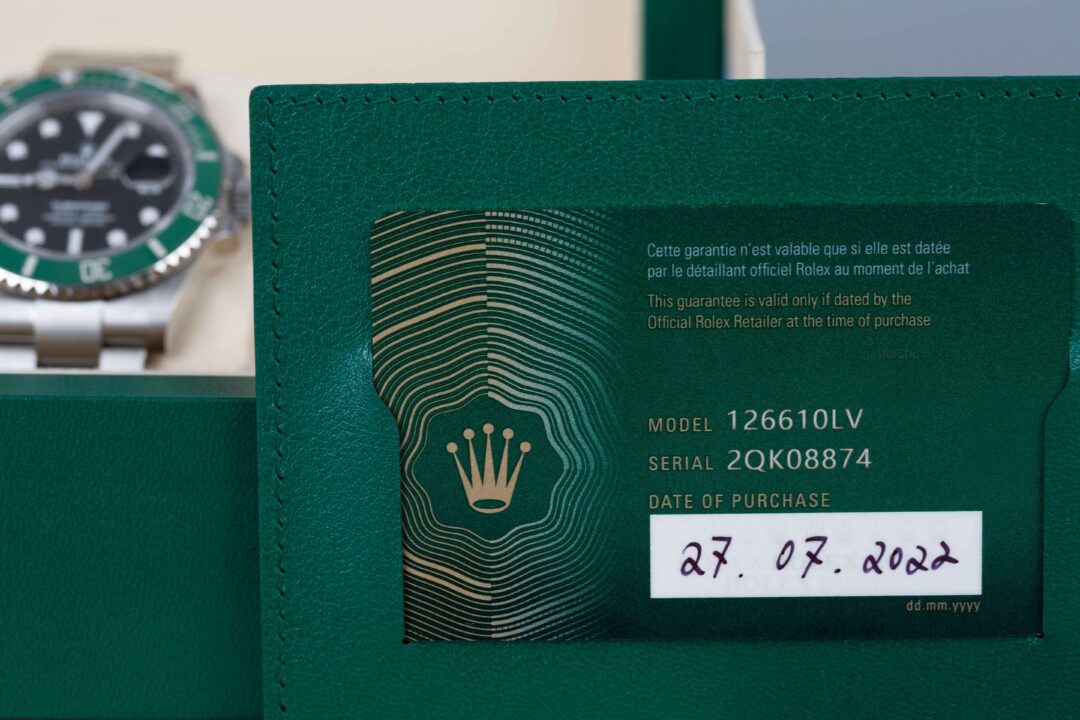 Cette garantie n'est valable que si elle est datée
par le détaillant officiel Rolex au moment de l'achat
This guarantee is valid only if dated by the
Official Rolex Retailer at the time of purchase
MODEL 126610LV
SERIAL 2QK08874
DATE OF PURCHASE
27. 07. 2022
dd.mm.yyyy